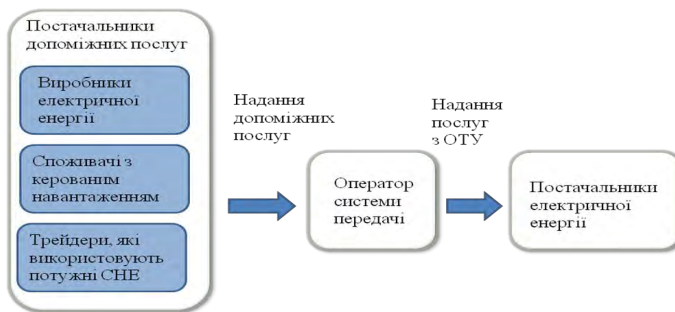 Постачальники
допоміжних послуг
Виробники
електричної
енергії
Споживачі з
керованим
навантаженням
Трейдери, які
використовують
потужні СНЕ
Надання
допоміжних
послуг
Оператор
системи
передачі
Надання
послуг
з ОТУ
Постачальники
електричної
енергії